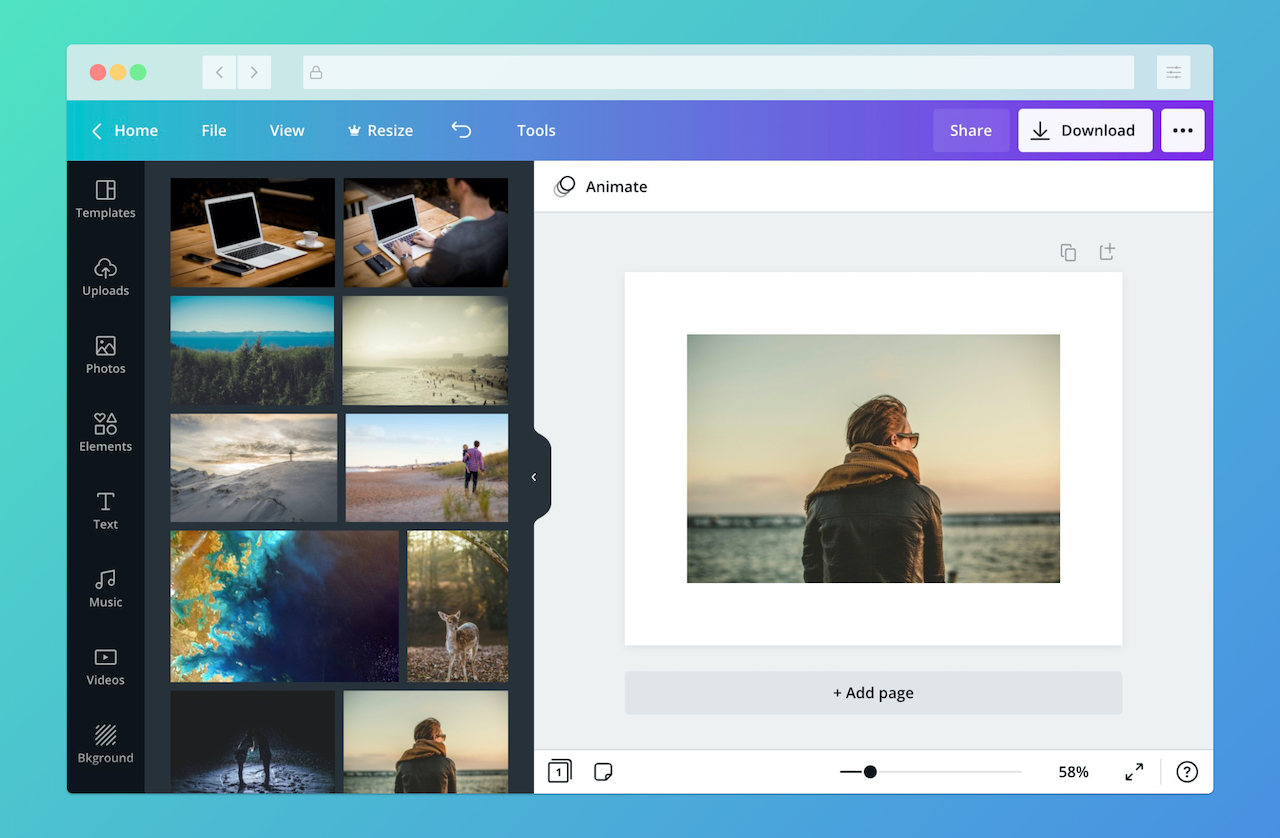 Home
File
View
Resize
Tools
Share
Download
Templates
Uploads
Photos
Elements
Text
Music
Videos
Bkground
Animate
+ Add page
1
58%
?